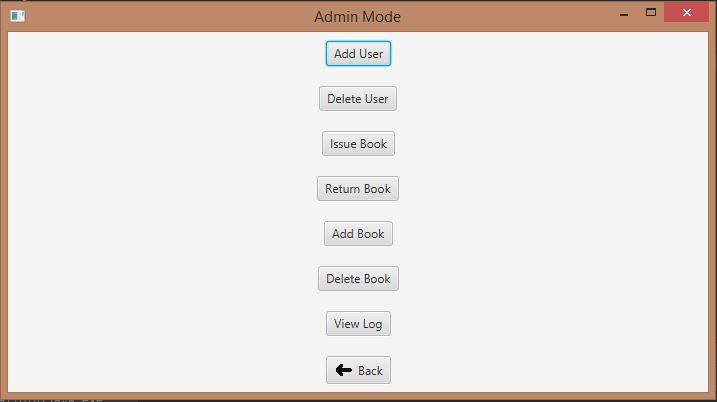 Admin Mode
Add User
Delete User
Issue Book
Return Book
Add Book
Delete Book
View Log
Back